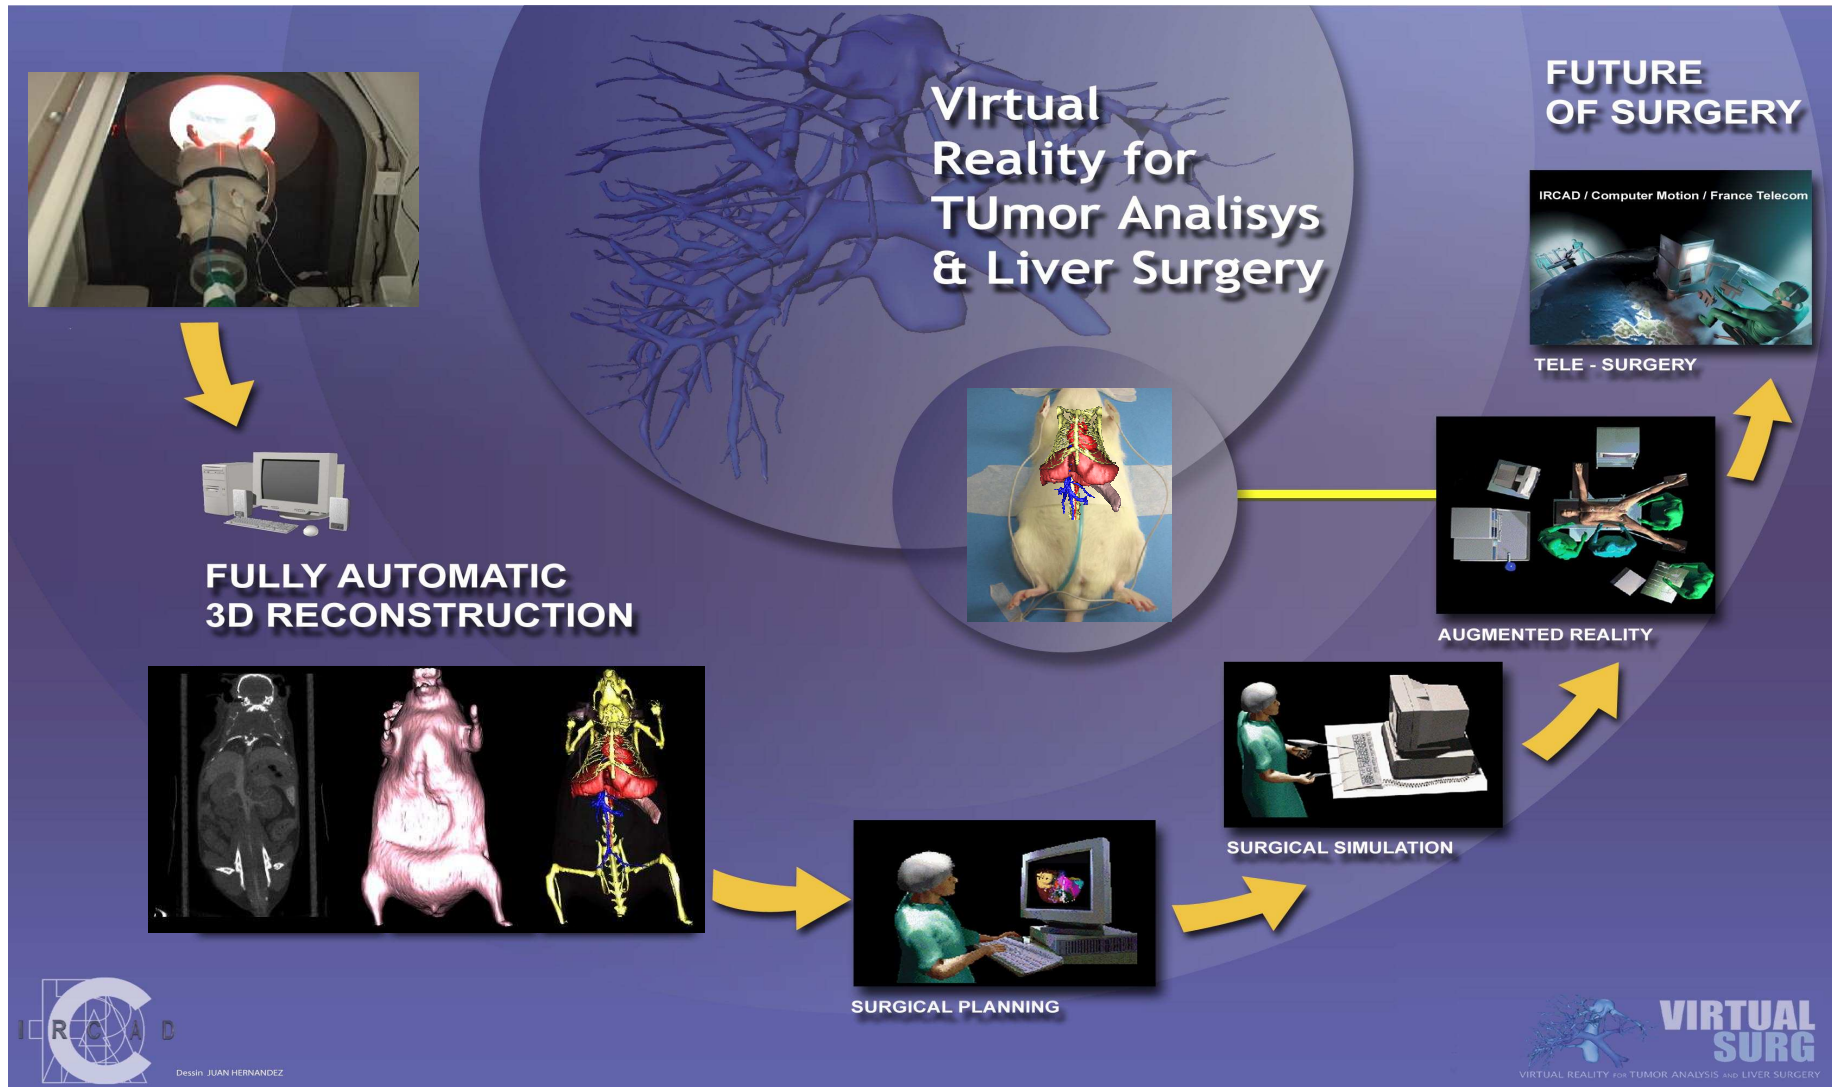 VIrtual
Reality for
TUmor Analisys
& Liver Surgery
FUTURE
OF SURGERY
IRCAD / Computer Motion / France Telecom
TELE - SURGERY
AUGMENTED REALITY
FULLY AUTOMATIC
3D RECONSTRUCTION
SURGICAL SIMULATION
SURGICAL PLANNING
IRCAD
Dessin JUAN HERNANDEZ
VIRTUAL
SURG
VIRTUAL REALITY FOR TUMOR ANALYSIS AND LIVER SURGERY